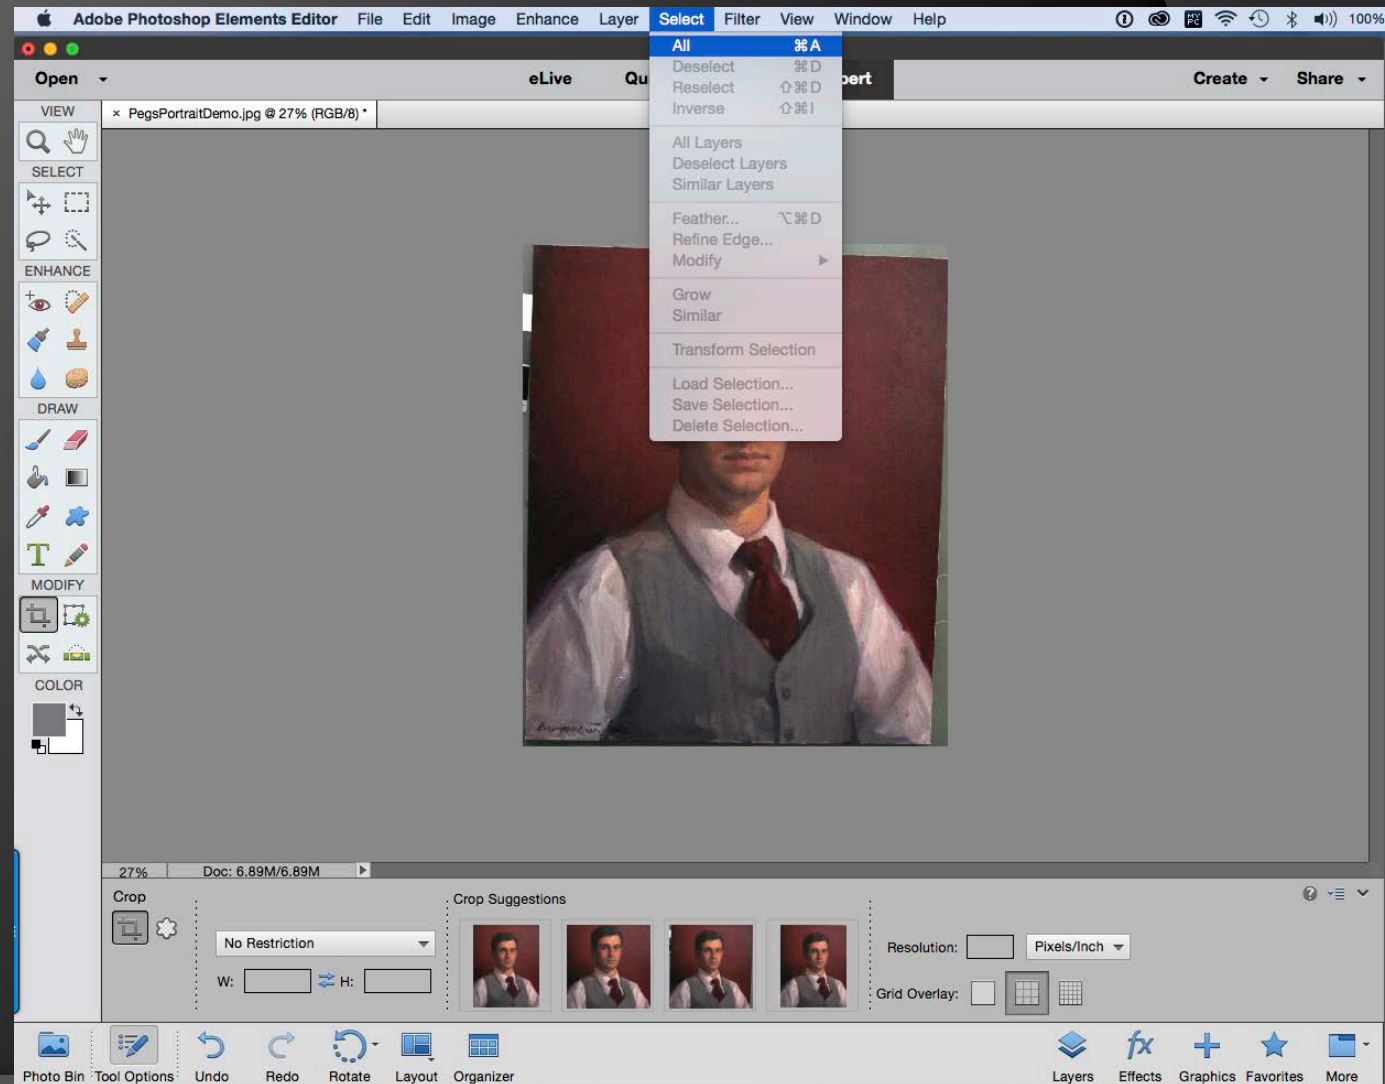 Adobe Photoshop Elements Editor File Edit Image Enhance Layer Select Filter View Window Help 100%
Open eLive Qu pert Create Share
All ⌘A
Deselect ⌘D
Reselect ⇧⌘D
Inverse ⇧⌘I
All Layers
Deselect Layers
Similar Layers
Feather... ⌥⌘D
Refine Edge...
Modify
Grow
Similar
Transform Selection
Load Selection...
Save Selection...
Delete Selection...
× PegsPortraitDemo.jpg @ 27% (RGB/8) *
VIEW
SELECT
ENHANCE
DRAW
T
MODIFY
COLOR
27% Doc: 6.89M/6.89M
Crop
No Restriction
W: H:
Crop Suggestions
Resolution: Pixels/Inch
Grid Overlay:
Photo Bin Tool Options Undo Redo Rotate Layout Organizer Layers fx Effects Graphics Favorites More